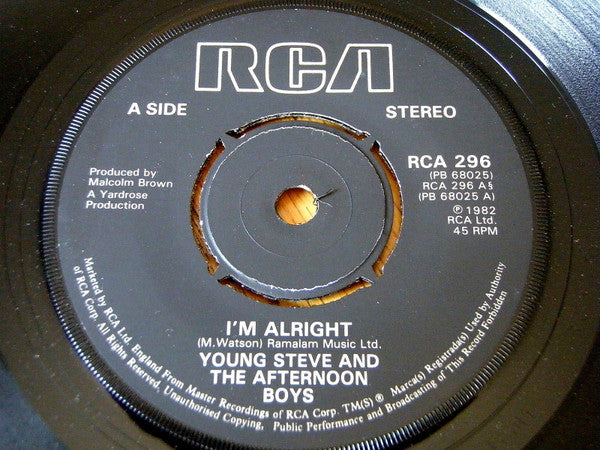 RCA
A SIDE
STEREO
Produced by
Malcolm Brown
A Yardrose
Production
RCA 296
(PB 68025)
RCA 296 A§
(PB 68025 A)
℗ 1982
RCA Ltd.
45 RPM
I'M ALRIGHT
(M.Watson) Ramalam Music Ltd.
YOUNG STEVE AND
THE AFTERNOON
BOYS
Marketed by RCA Ltd. England From Master Recordings of RCA Corp. TM(S) ® Marca(s) Registrada(s) Used by Authority
of RCA Corp. All Rights Reserved, Unauthorised Copying, Public Performance and Broadcasting of This Record Forbidden